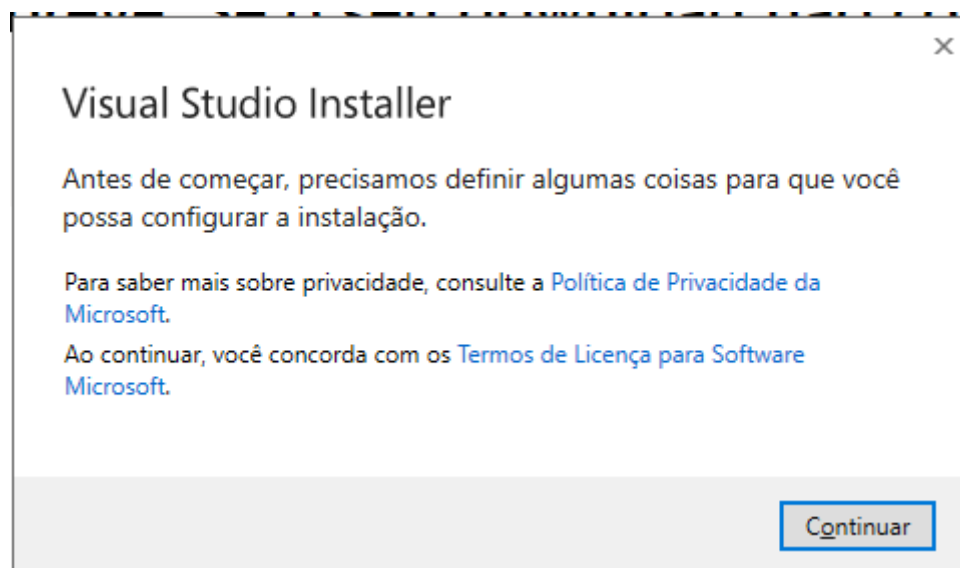 Visual Studio Installer
Antes de começar, precisamos definir algumas coisas para que você
possa configurar a instalação.
Para saber mais sobre privacidade, consulte a Política de Privacidade da
Microsoft.
Ao continuar, você concorda com os Termos de Licença para Software
Microsoft.
Continuar